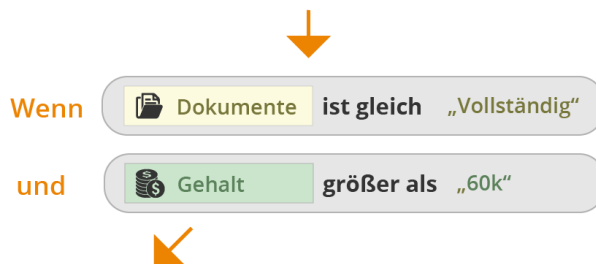 Wenn Dokumente ist gleich „Vollständig“
und Gehalt größer als „60k“